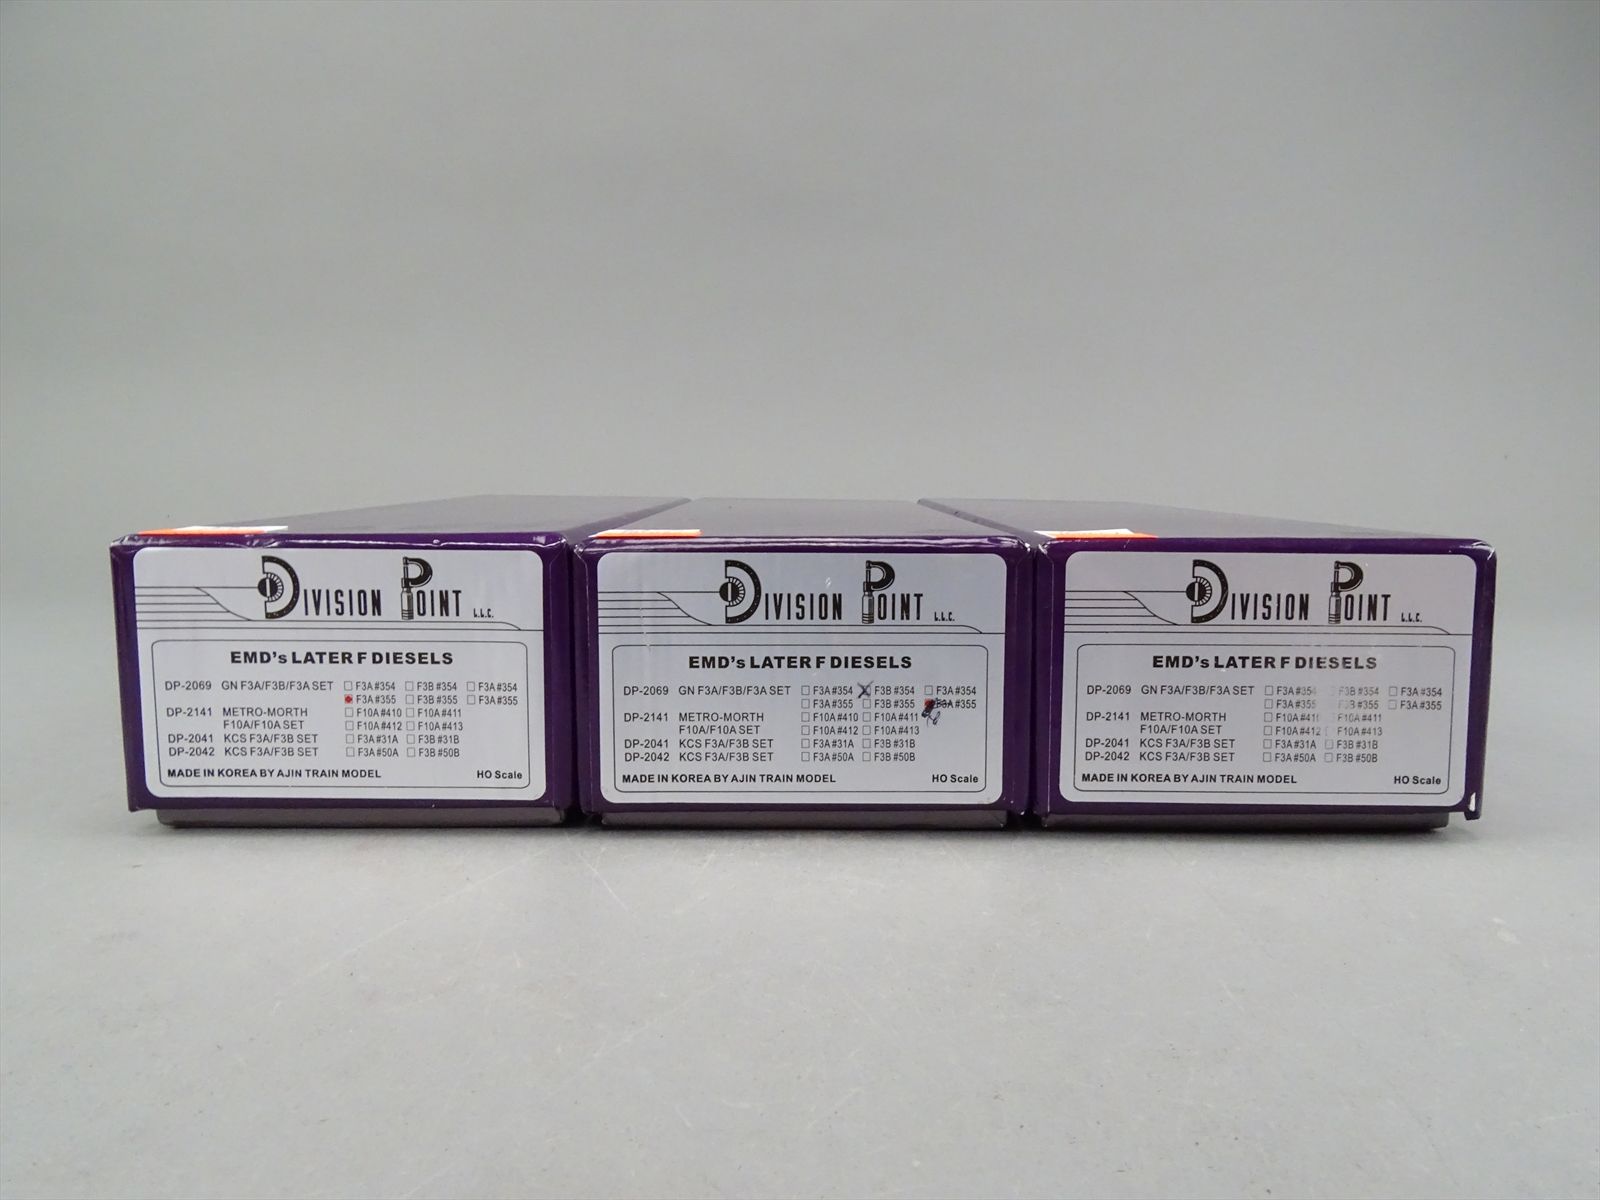 DIVISION POINT L.L.C.
EMD's LATER F DIESELS
DP-2069 GN F3A/F3B/F3A SET F3A#354 F3B#354 F3A#354
F3A#355 F3B#355 F3A#355
DP-2141 METRO-MORTH F10A#410 F10A#411
F10A/F10A SET F10A#412 F10A#413
DP-2041 KCS F3A/F3B SET F3A#31A F3B#31B
DP-2042 KCS F3A/F3B SET F3A#50A F3B#50B
MADE IN KOREA BY AJIN TRAIN MODEL HO Scale
DIVISION POINT L.L.C.
EMD's LATER F DIESELS
DP-2069 GN F3A/F3B/F3A SET F3A#354 F3B#354 F3A#354
F3A#355 F3B#355 F3A#355
DP-2141 METRO-MORTH F10A#410 F10A#411
F10A/F10A SET F10A#412 F10A#413
DP-2041 KCS F3A/F3B SET F3A#31A F3B#31B
DP-2042 KCS F3A/F3B SET F3A#50A F3B#50B
MADE IN KOREA BY AJIN TRAIN MODEL HO Scale
DIVISION POINT L.L.C.
EMD's LATER F DIESELS
DP-2069 GN F3A/F3B/F3A SET F3A#354 F3B#354 F3A#354
F3A#355 F3B#355 F3A#355
DP-2141 METRO-MORTH F10A#410 F10A#411
F10A/F10A SET F10A#412 F10A#413
DP-2041 KCS F3A/F3B SET F3A#31A F3B#31B
DP-2042 KCS F3A/F3B SET F3A#50A F3B#50B
MADE IN KOREA BY AJIN TRAIN MODEL HO Scale